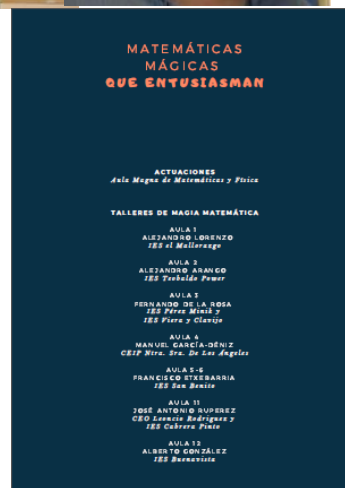 MATEMÁTICAS
MÁGICAS
QUE ENTUSIASMAN
ACTUACIONES
Aula Magna de Matemáticas y Física
TALLERES DE MAGIA MATEMÁTICA
AULA 1
ALEJANDRO LORENZO
IES el Mallorazgo
AULA 2
ALEJANDRO ARANGO
IES Teobaldo Power
AULA 3
FERNANDO DE LA ROSA
IES Pérez Minik y
IES Viera y Clavijo
AULA 4
MANUEL GARCÍA-DÉNIZ
CEIP Ntra. Sra. De Los Ángeles
AULA 5-6
FRANCISCO ETXEBARRIA
IES San Benito
AULA 11
JOSÉ ANTONIO RUPEREZ
CEO Leoncio Rodríguez y
IES Cabrera Pinto
AULA 12
ALBERTO GONZÁLEZ
IES Buenavista